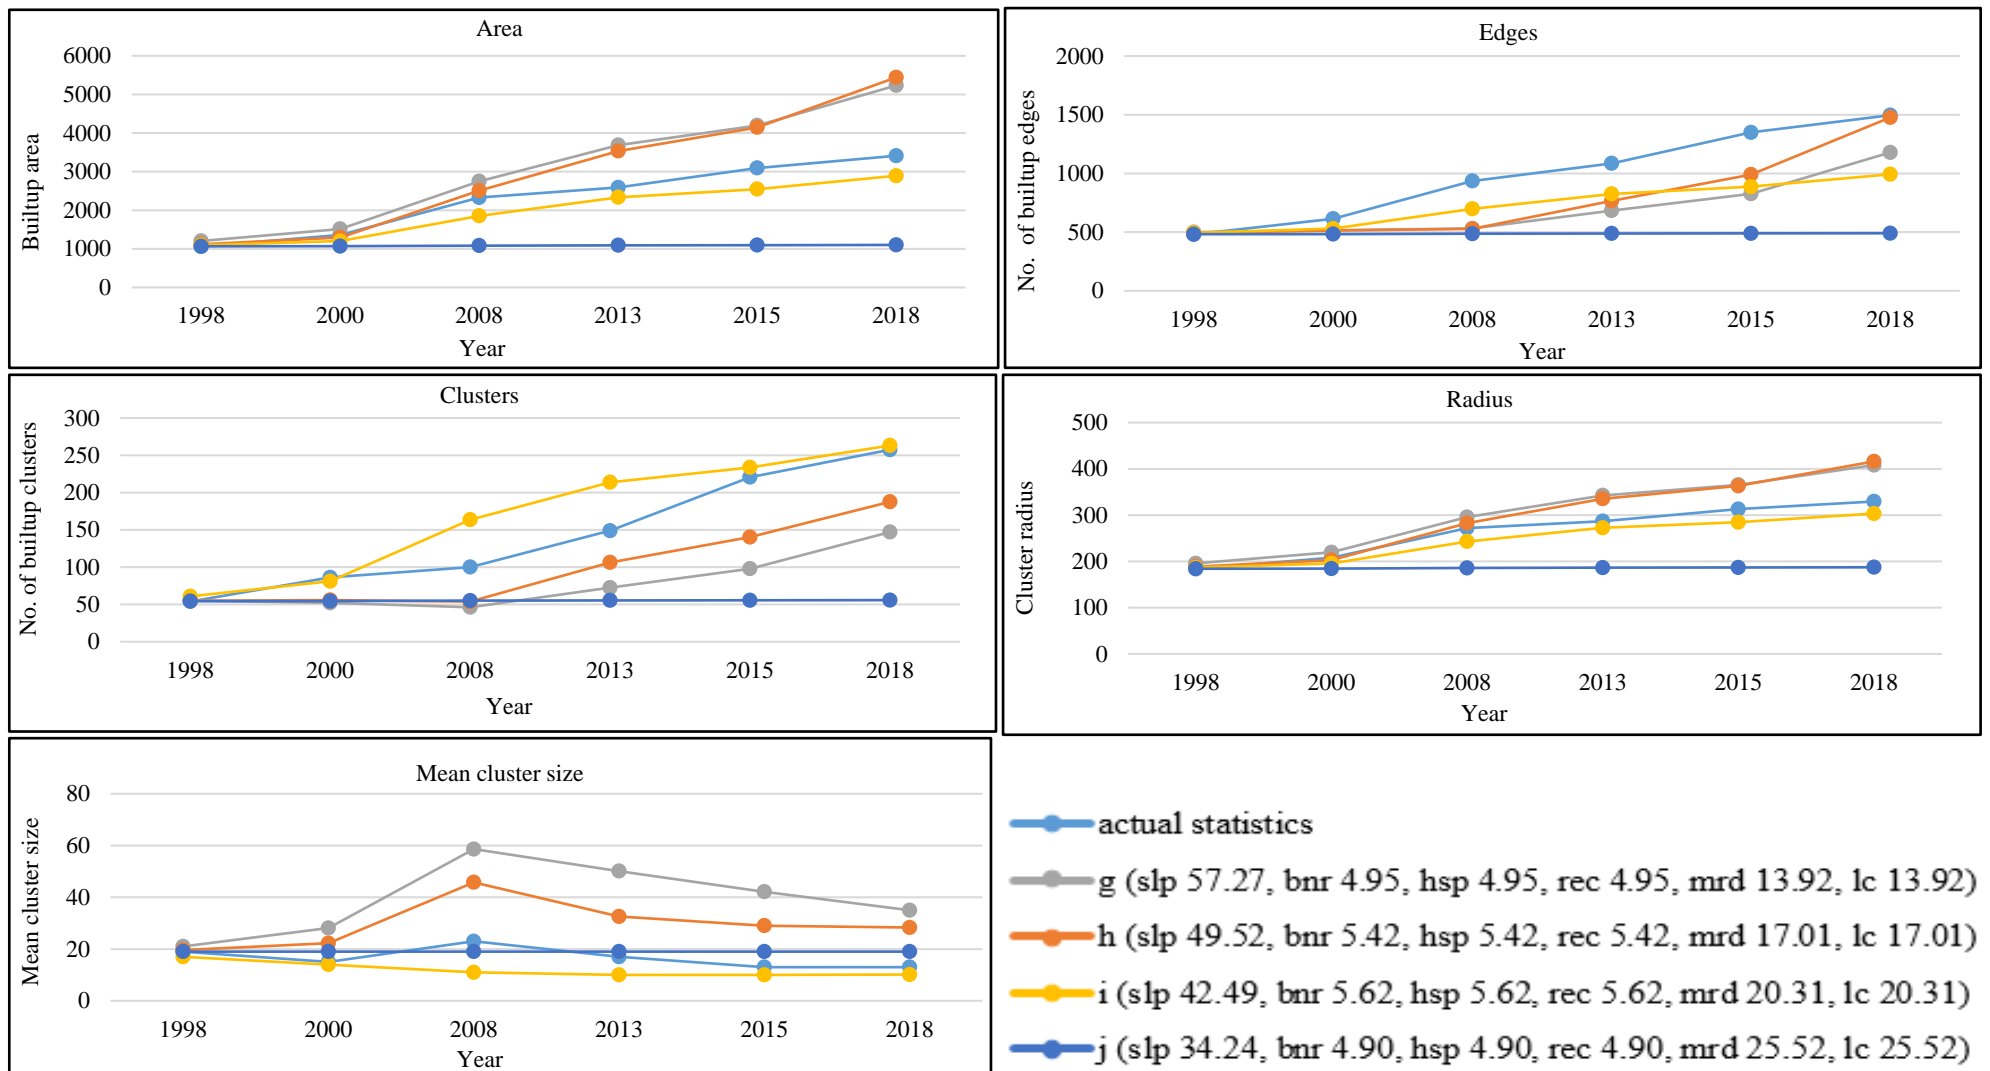 Area
6000
5000
4000
3000
2000
1000
0
Builtup area
1998 2000 2008 2013 2015 2018
Year
Edges
2000
1500
1000
500
0
No. of builtup edges
1998 2000 2008 2013 2015 2018
Year
Clusters
300
250
200
150
100
50
0
No. of builtup clusters
1998 2000 2008 2013 2015 2018
Year
Radius
500
400
300
200
100
0
Cluster radius
1998 2000 2008 2013 2015 2018
Year
Mean cluster size
80
60
40
20
0
Mean cluster size
1998 2000 2008 2013 2015 2018
Year
actual statistics
g (slp 57.27, bnr 4.95, hsp 4.95, rec 4.95, mrd 13.92, lc 13.92)
h (slp 49.52, bnr 5.42, hsp 5.42, rec 5.42, mrd 17.01, lc 17.01)
i (slp 42.49, bnr 5.62, hsp 5.62, rec 5.62, mrd 20.31, lc 20.31)
j (slp 34.24, bnr 4.90, hsp 4.90, rec 4.90, mrd 25.52, lc 25.52)